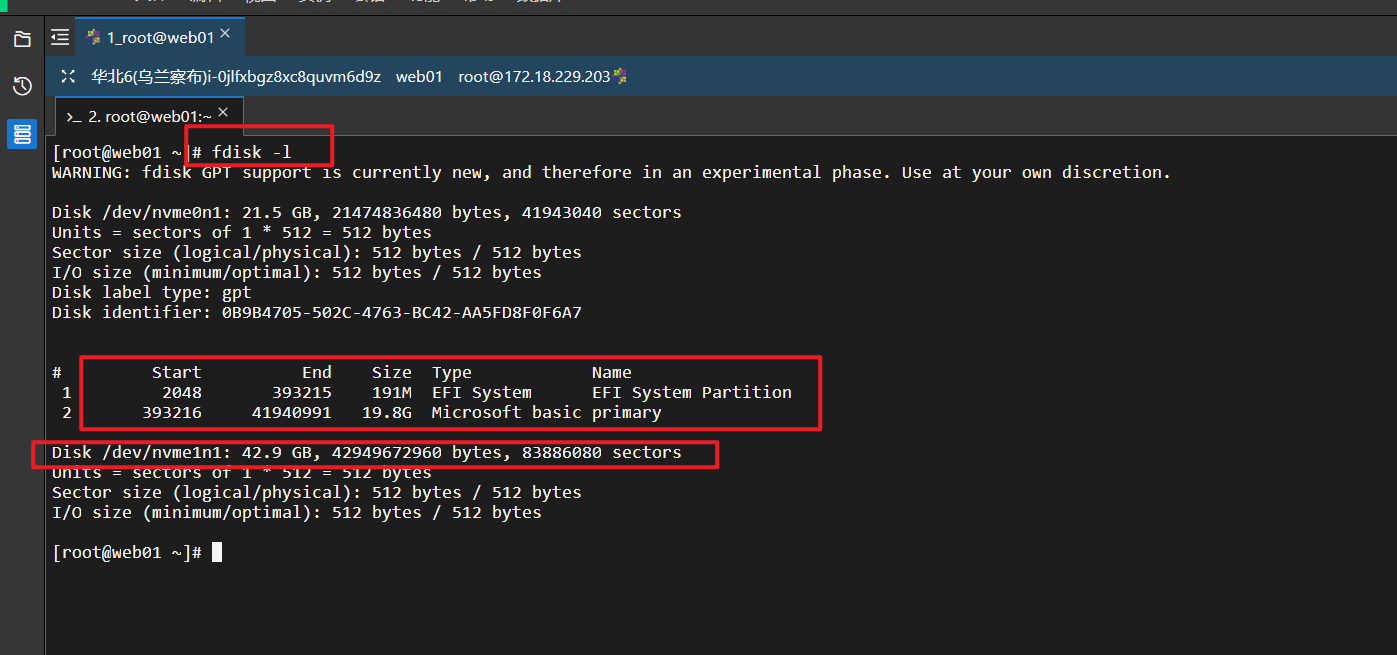 1_root@web01
华北6(乌兰察布)i-0jlfxbgz8xc8quvm6d9z web01 root@172.18.229.203
>_ 2. root@web01:~
[root@web01 ~]# fdisk -l
WARNING: fdisk GPT support is currently new, and therefore in an experimental phase. Use at your own discretion.
Disk /dev/nvme0n1: 21.5 GB, 21474836480 bytes, 41943040 sectors
Units = sectors of 1 * 512 = 512 bytes
Sector size (logical/physical): 512 bytes / 512 bytes
I/O size (minimum/optimal): 512 bytes / 512 bytes
Disk label type: gpt
Disk identifier: 0B9B4705-502C-4763-BC42-AA5FD8F0F6A7
# Start End Size Type Name
1 2048 393215 191M EFI System EFI System Partition
2 393216 41940991 19.8G Microsoft basic primary
Disk /dev/nvme1n1: 42.9 GB, 42949672960 bytes, 83886080 sectors
Units = sectors of 1 * 512 = 512 bytes
Sector size (logical/physical): 512 bytes / 512 bytes
I/O size (minimum/optimal): 512 bytes / 512 bytes
[root@web01 ~]#